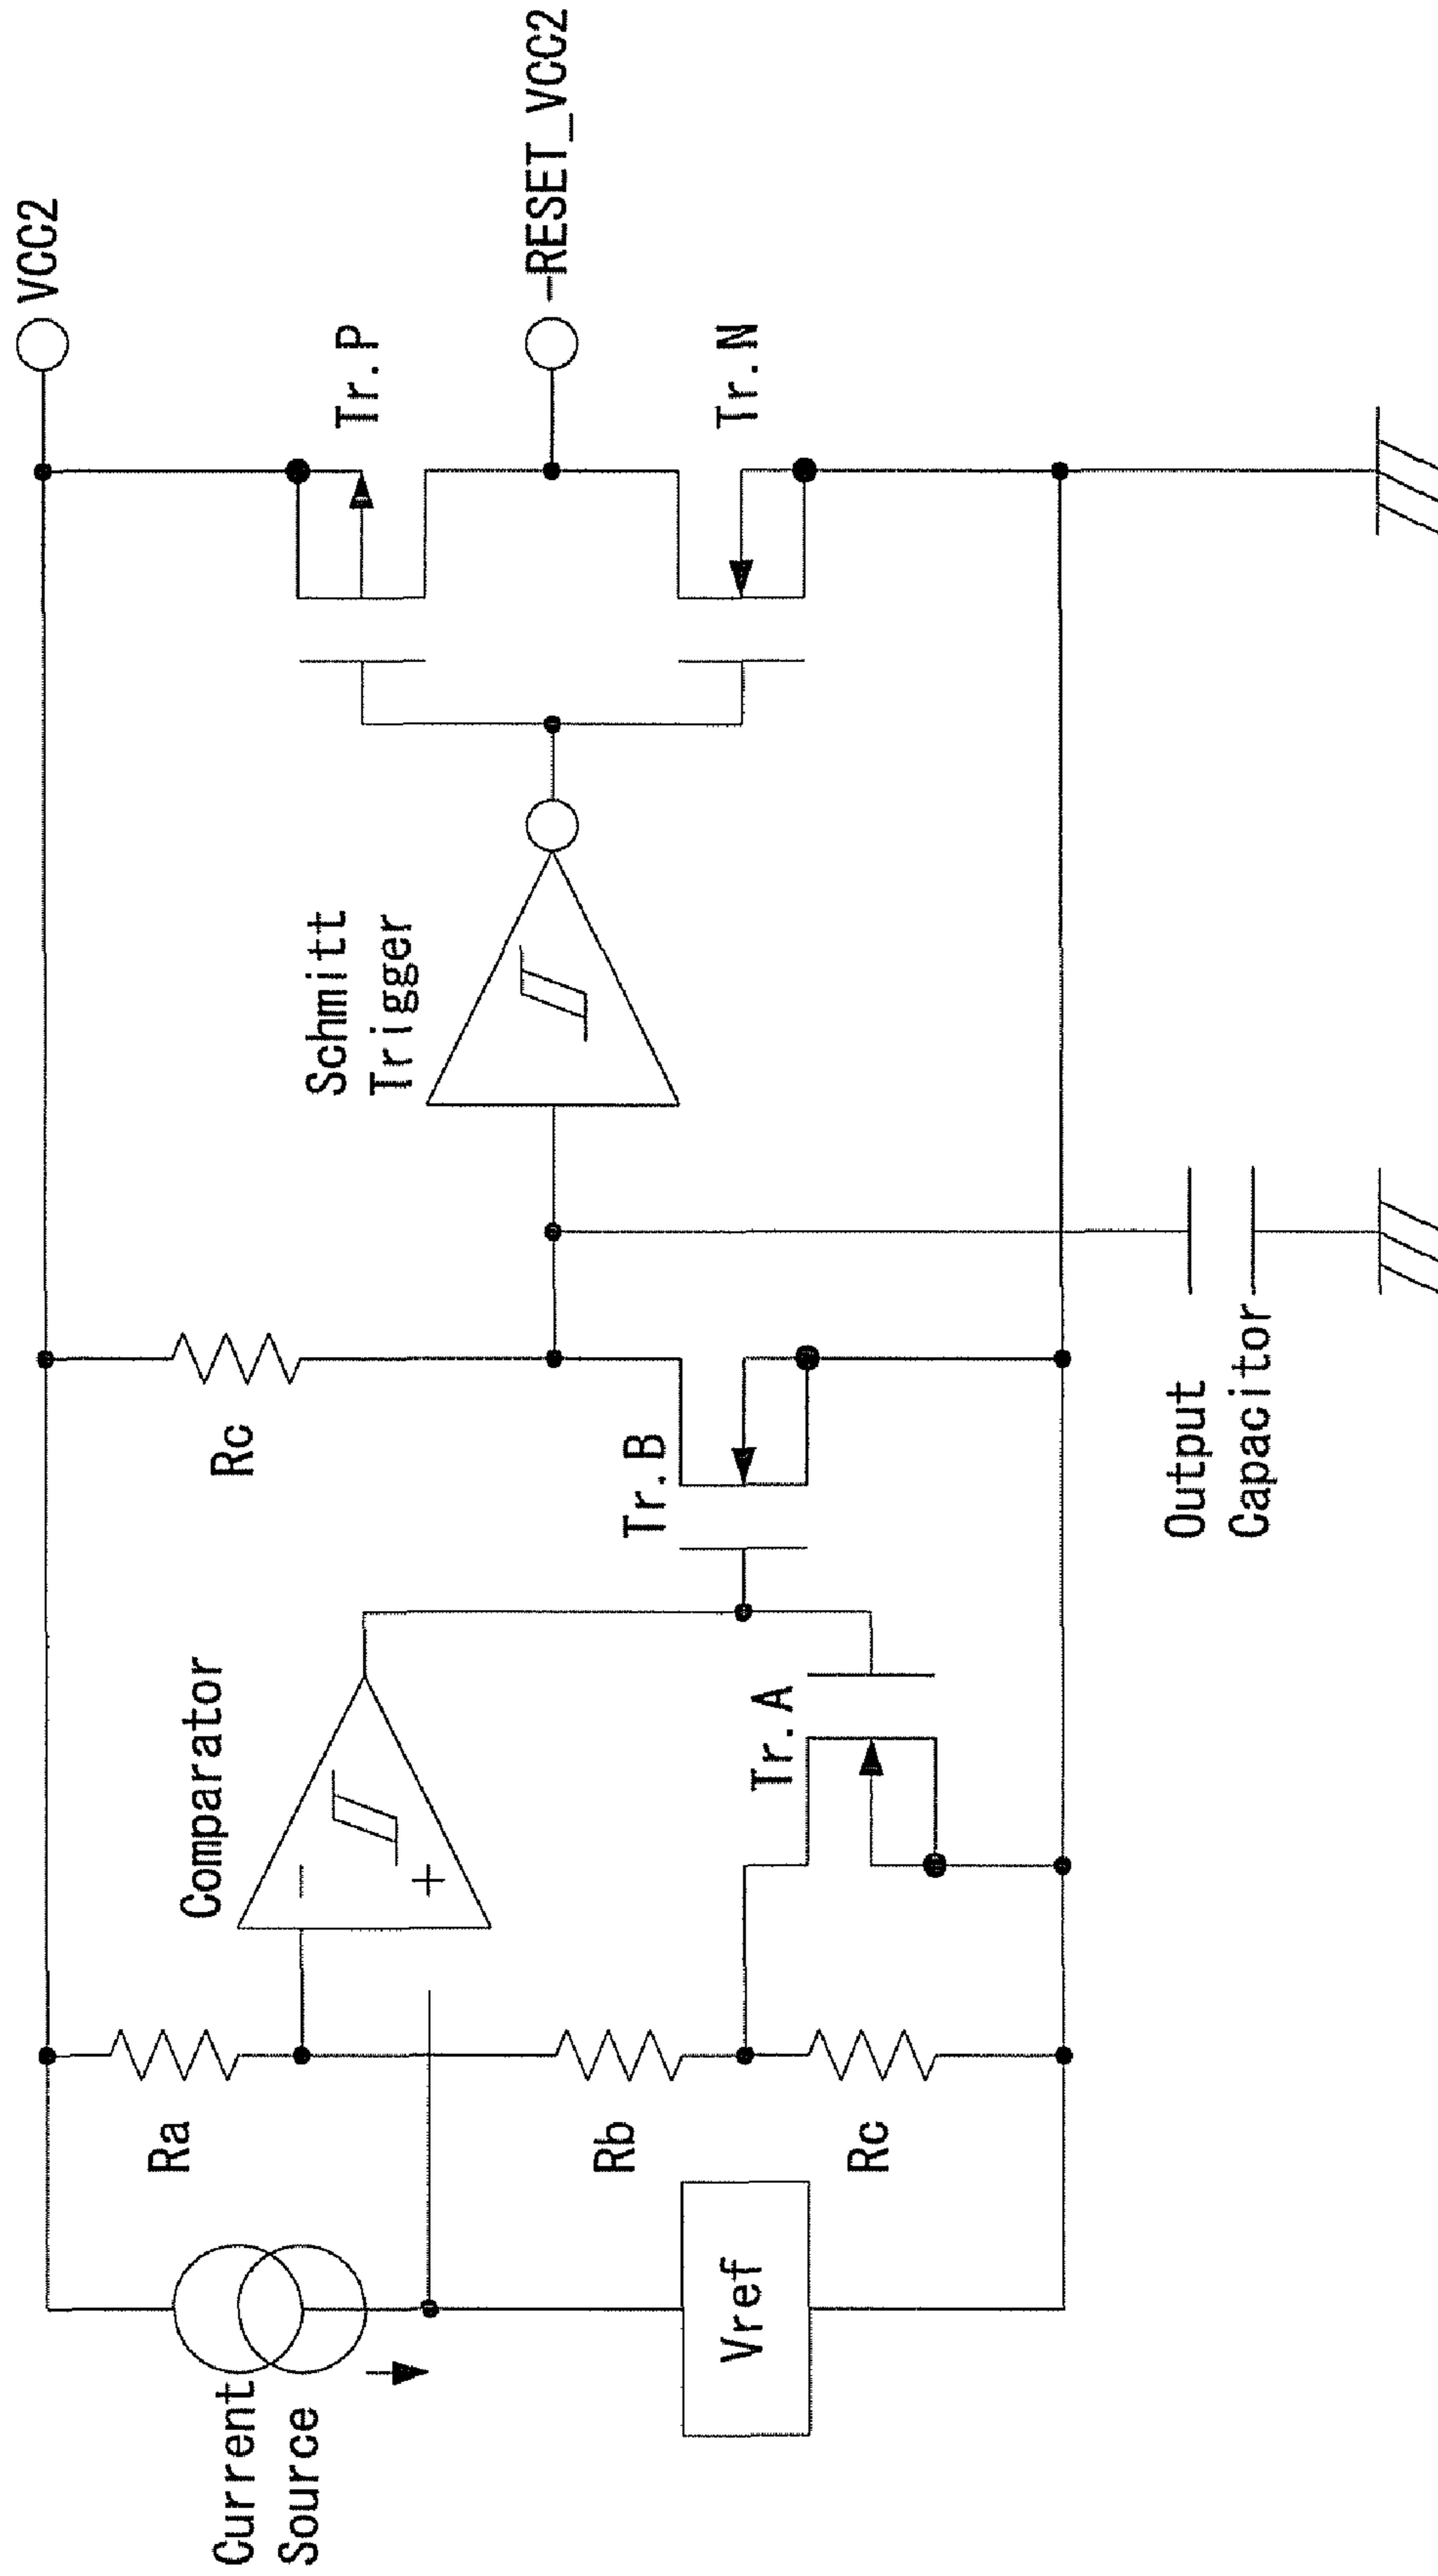 VCC2
-RESET_VCC2
Tr.P
Tr.N
Schmitt
Trigger
Rc
Tr.B
Output
Capacitor
Comparator
-
+
Tr.A
Ra
Rb
Rc
Current
Source
Vref